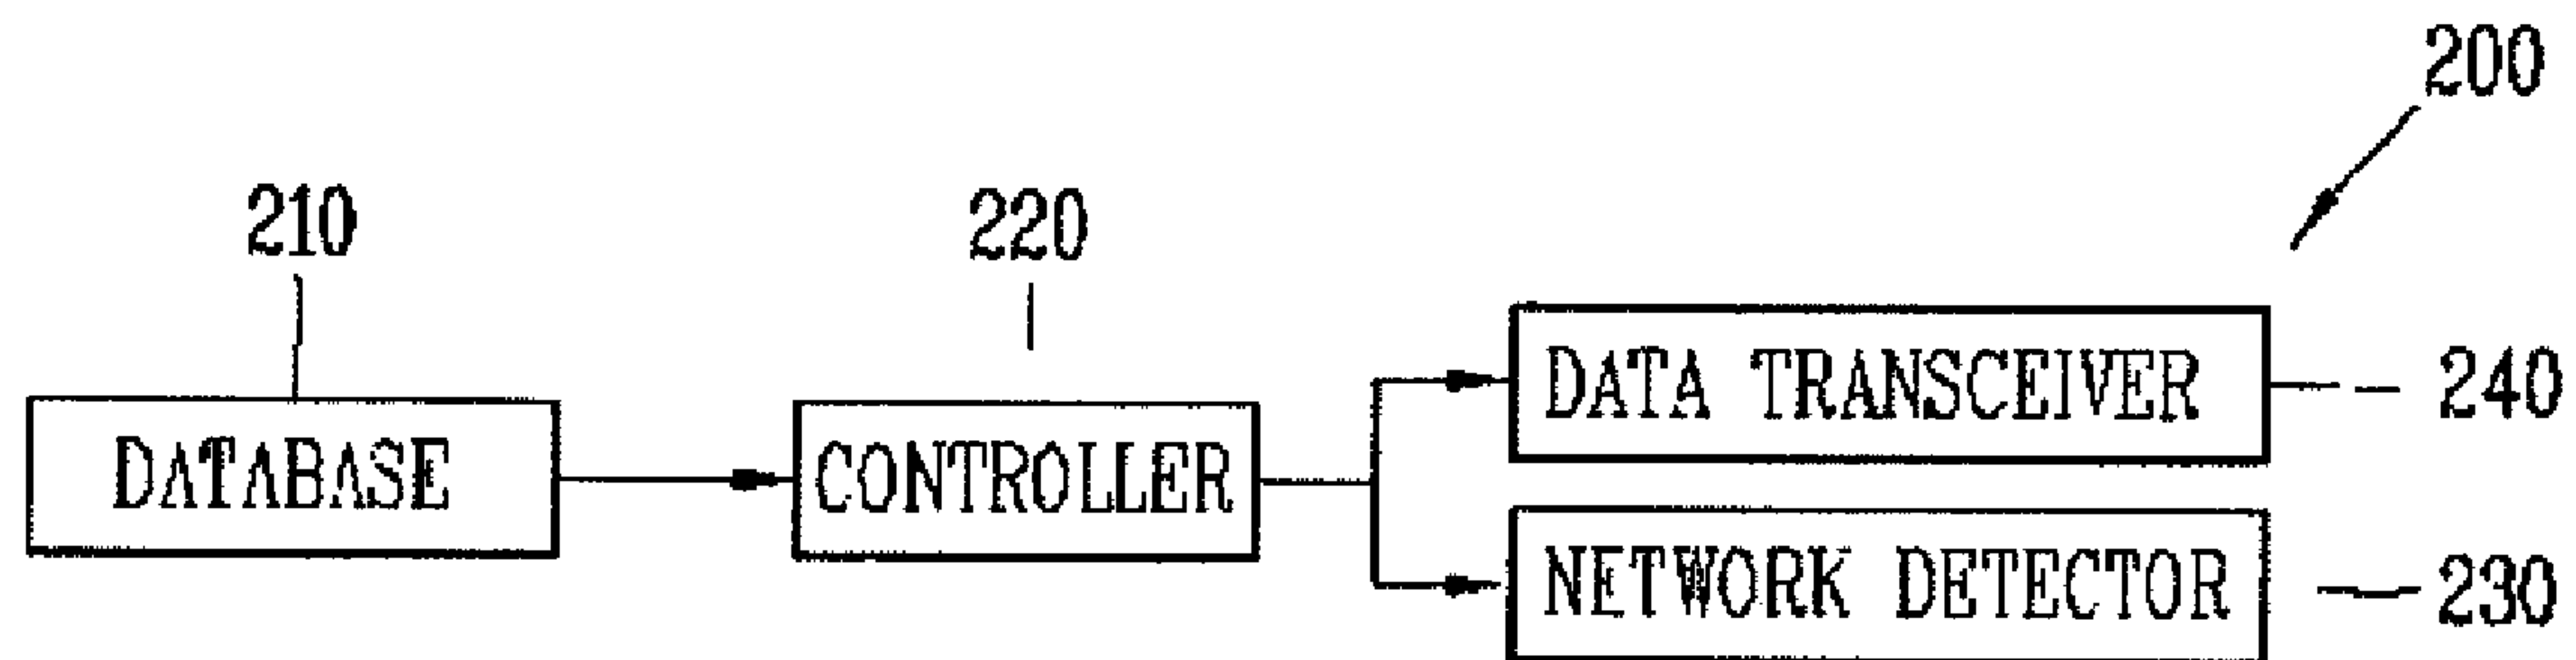 200
210
220
DATA TRANSCEIVER
240
DATABASE
CONTROLLER
NETWORK DETECTOR
230